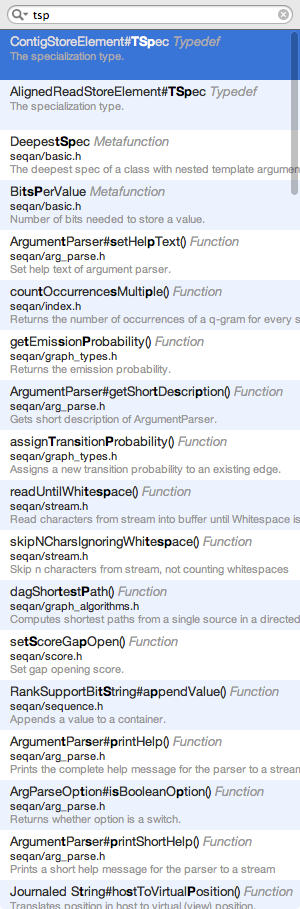 tsp
ContigStoreElement#TSpec Typedef
The specialization type.
AlignedReadStoreElement#TSpec Typedef
The specialization type.
DeepestSpec Metafunction
seqan/basic.h
The deepest spec of a class with nested template argumen
BitsPerValue Metafunction
seqan/basic.h
Number of bits needed to store a value.
ArgumentParser#setHelpText() Function
seqan/arg_parse.h
Set help text of argument parser.
countOccurrencesMultiple() Function
seqan/index.h
Returns the number of occurrences of a q-gram for every s
getEmissionProbability() Function
seqan/graph_types.h
Returns the emission probability.
ArgumentParser#getShortDescription() Function
seqan/arg_parse.h
Gets short description of ArgumentParser.
assignTransitionProbability() Function
seqan/graph_types.h
Assigns a new transition probability to an existing edge.
readUntilWhitespace() Function
seqan/stream.h
Read characters from stream into buffer until Whitespace is
skipNCharsIgnoringWhitespace() Function
seqan/stream.h
Skip n characters from stream, not counting whitespaces
dagShortestPath() Function
seqan/graph_algorithms.h
Computes shortest paths from a single source in a directed
setScoreGapOpen() Function
seqan/score.h
Set gap opening score.
RankSupportBitString#appendValue() Function
seqan/sequence.h
Appends a value to a container.
ArgumentParser#printHelp() Function
seqan/arg_parse.h
Prints the complete help message for the parser to a stream
ArgParseOption#isBooleanOption() Function
seqan/arg_parse.h
Returns whether option is a switch.
ArgumentParser#printShortHelp() Function
seqan/arg_parse.h
Prints a short help message for the parser to a stream
Journaled String#hostToVirtualPosition() Function
Translates position in host to virtual (view) position.